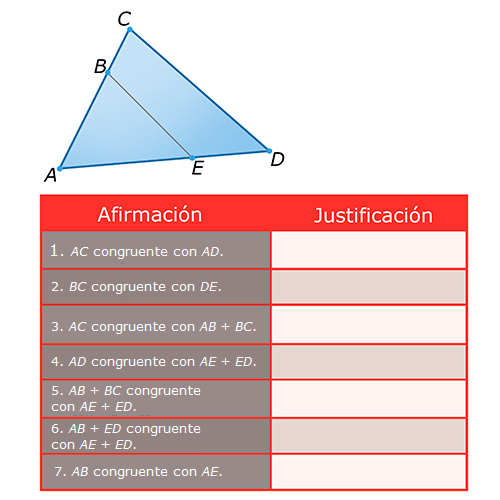 C
B
E
D
A
Afirmación Justificación
1. AC congruente con AD.
2. BC congruente con DE.
3. AC congruente con AB + BC.
4. AD congruente con AE + ED.
5. AB + BC congruente
con AE + ED.
6. AB + ED congruente
con AE + ED.
7. AB congruente con AE.